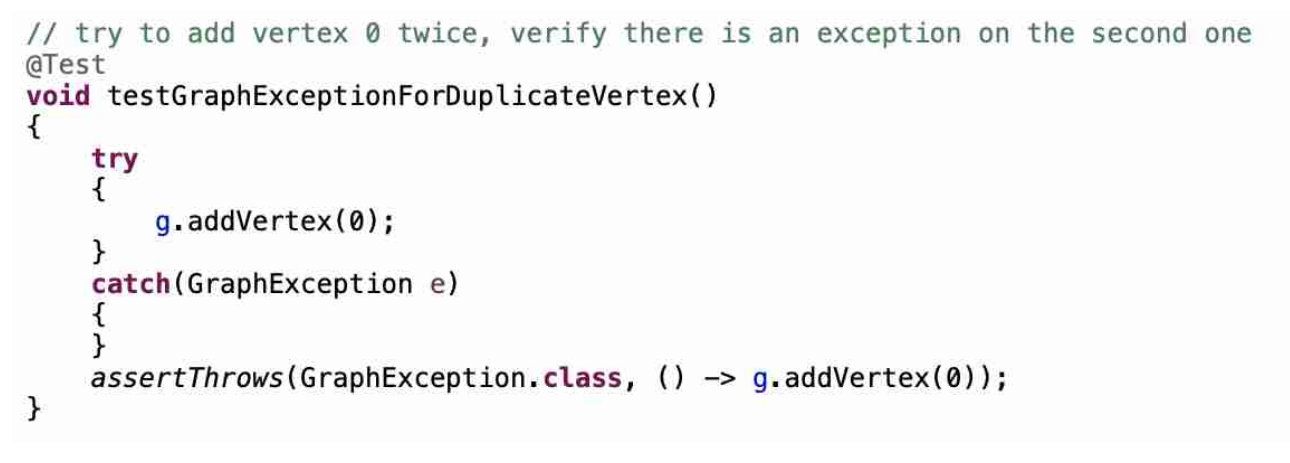 // try to add vertex 0 twice, verify there is an exception on the second one
@Test
void testGraphExceptionForDuplicateVertex()
{
    try
    {
        g.addVertex(0);
    }
    catch(GraphException e)
    {
    }
    assertThrows(GraphException.class, () -> g.addVertex(0));
}